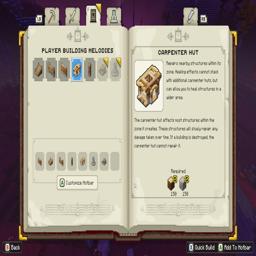 PLAYER BUILDING MELODIES
Customize Hotbar
CARPENTER HUT
Repairs nearby structures within its
zone. Healing effects cannot stack
with additional carpenter huts, but
can allow you to heal structures in a
wider area.
The carpenter hut affects most structures within the
zone it creates. These structures will slowly repair any
damage taken over time. If a building is destroyed, the
carpenter hut cannot repair it.
Required
150 150
Back
Quick Build
Add To Hotbar